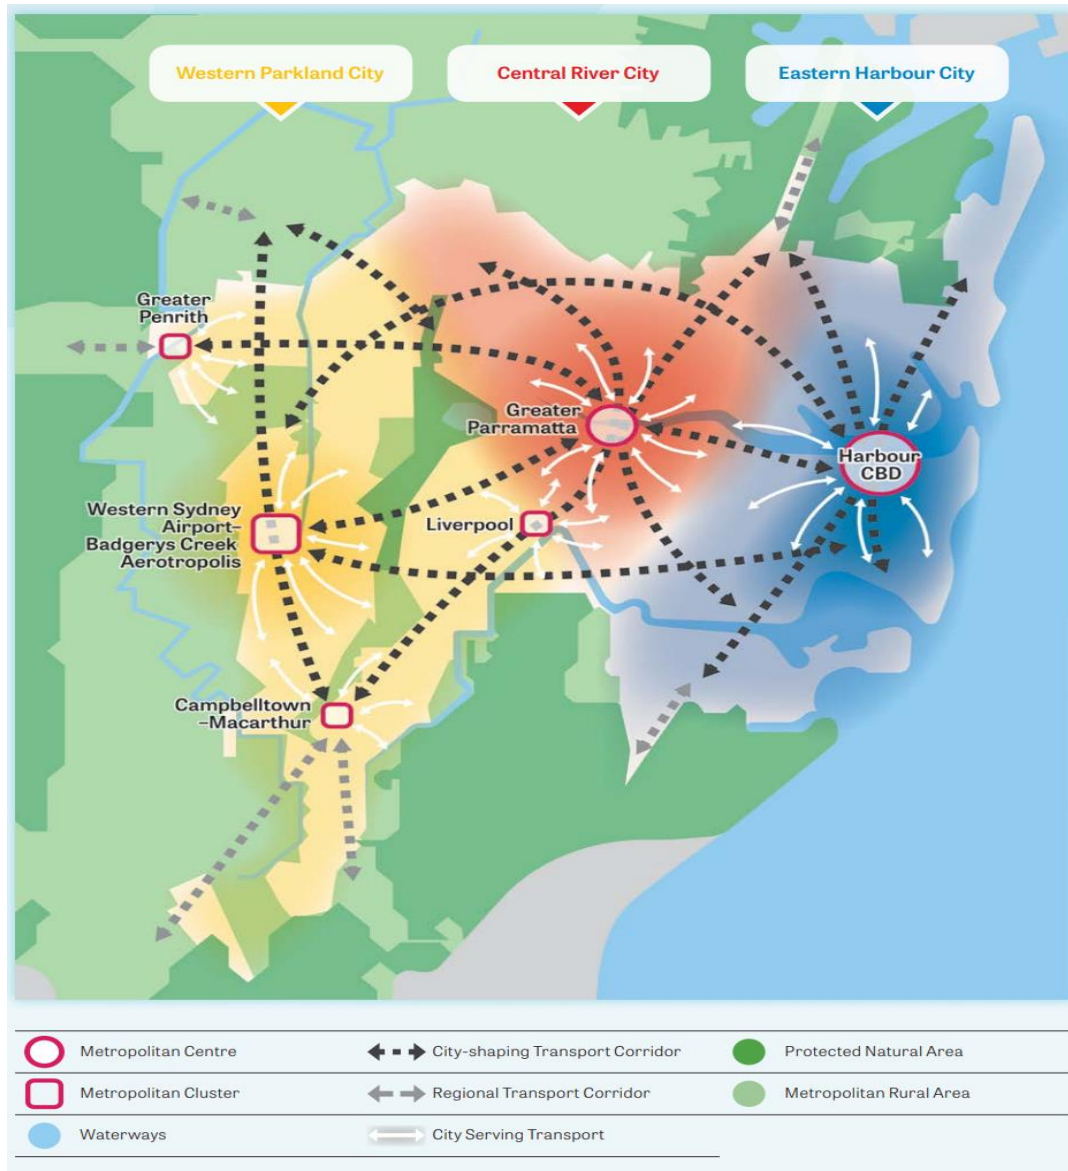 Western Parkland City
Central River City
Eastern Harbour City
Greater
Penrith
Greater
Parramatta
Harbour
CBD
Western Sydney
Airport–
Badgerys Creek
Aerotropolis
Liverpool
Campbelltown
–Macarthur
Metropolitan Centre
City-shaping Transport Corridor
Protected Natural Area
Metropolitan Cluster
Regional Transport Corridor
Metropolitan Rural Area
Waterways
City Serving Transport